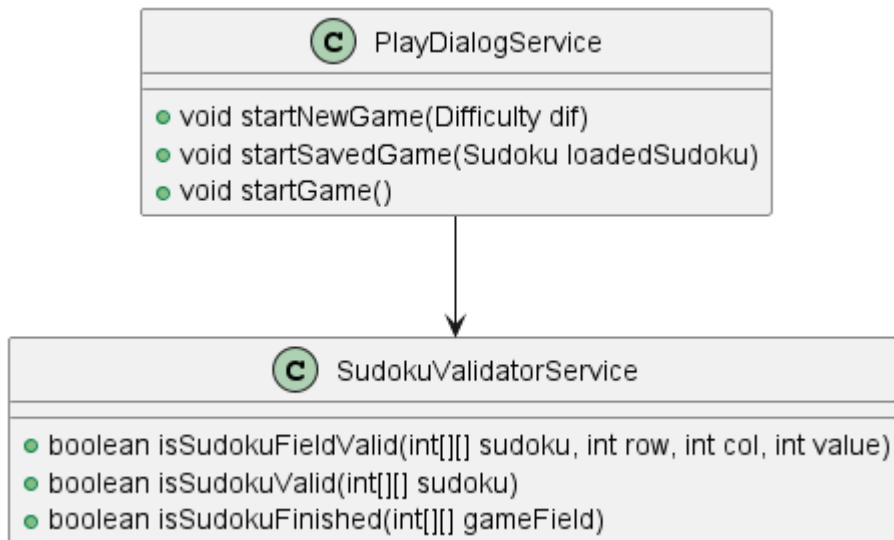 C PlayDialogService
void startNewGame(Difficulty dif)
void startSavedGame(Sudoku loadedSudoku)
void startGame()
C SudokuValidatorService
boolean isSudokuFieldValid(int[][] sudoku, int row, int col, int value)
boolean isSudokuValid(int[][] sudoku)
boolean isSudokuFinished(int[][] gameField)